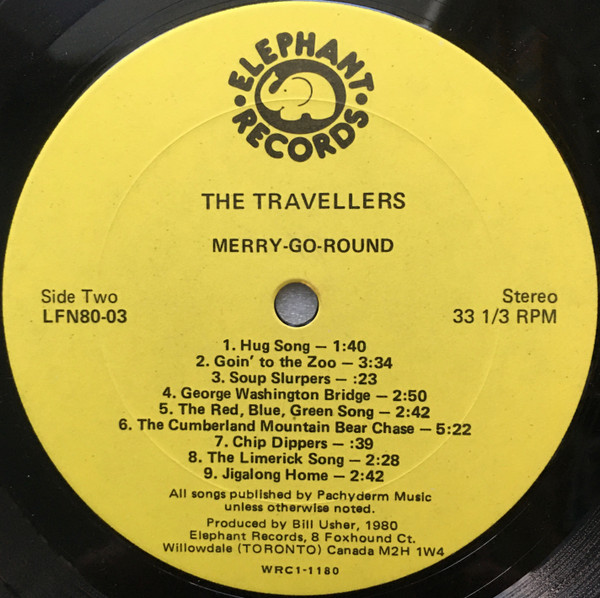 • ELEPHANT •
RECORDS
THE TRAVELLERS
MERRY-GO-ROUND
Side Two
LFN80-03
Stereo
33 1/3 RPM
1. Hug Song — 1:40
2. Goin' to the Zoo — 3:34
3. Soup Slurpers — :23
4. George Washington Bridge — 2:50
5. The Red, Blue, Green Song — 2:42
6. The Cumberland Mountain Bear Chase — 5:22
7. Chip Dippers — :39
8. The Limerick Song — 2:28
9. Jigalong Home — 2:42
All songs published by Pachyderm Music
unless otherwise noted.
Produced by Bill Usher, 1980
Elephant Records, 8 Foxhound Ct.
Willowdale (TORONTO) Canada M2H 1W4
WRC1-1180